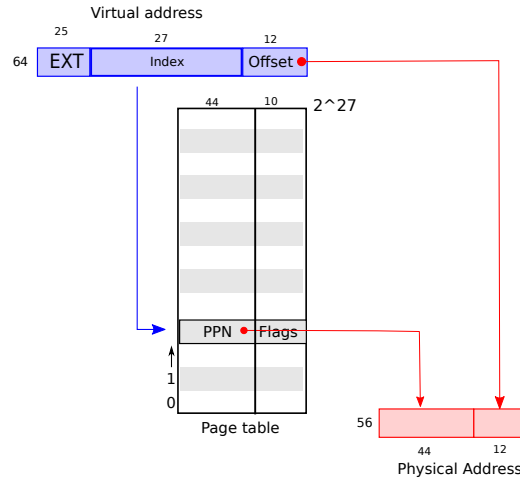 Virtual address
25 27 12
64 EXT Index Offset
44 10 2^27
PPN Flags
1
0
Page table
56
44 12
Physical Address